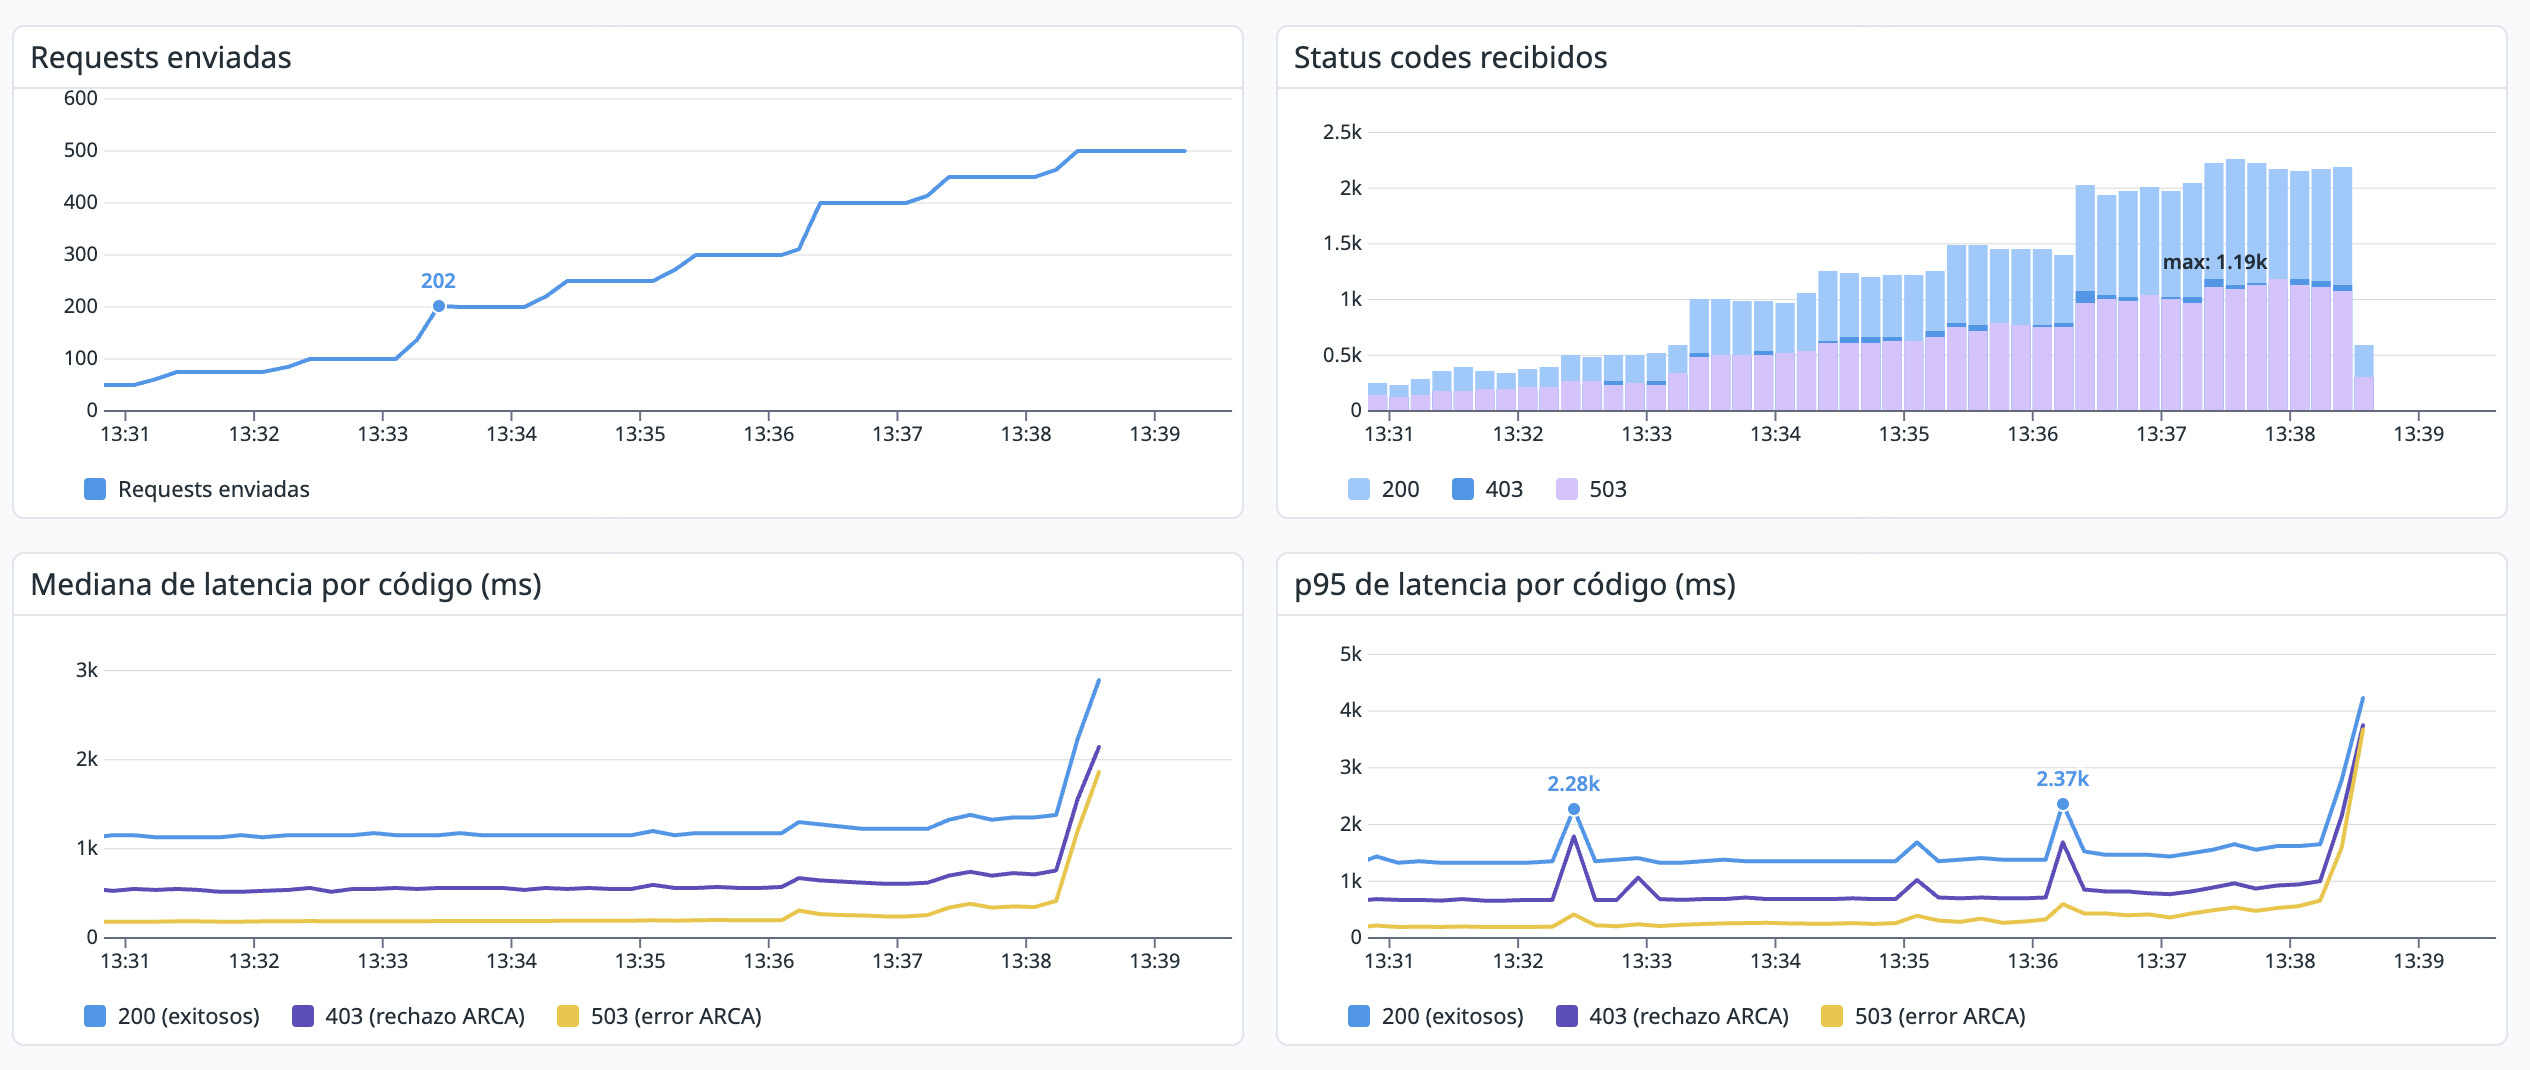 Requests enviadas
600
500
400
300
200
100
0
202
13:31 13:32 13:33 13:34 13:35 13:36 13:37 13:38 13:39
Requests enviadas
Status codes recibidos
2.5k
2k
1.5k
1k
0.5k
0
max: 1.19k
13:31 13:32 13:33 13:34 13:35 13:36 13:37 13:38 13:39
200 403 503
Mediana de latencia por código (ms)
3k
2k
1k
0
13:31 13:32 13:33 13:34 13:35 13:36 13:37 13:38 13:39
200 (exitosos) 403 (rechazo ARCA) 503 (error ARCA)
p95 de latencia por código (ms)
5k
4k
3k
2k
1k
0
2.28k 2.37k
13:31 13:32 13:33 13:34 13:35 13:36 13:37 13:38 13:39
200 (exitosos) 403 (rechazo ARCA) 503 (error ARCA)